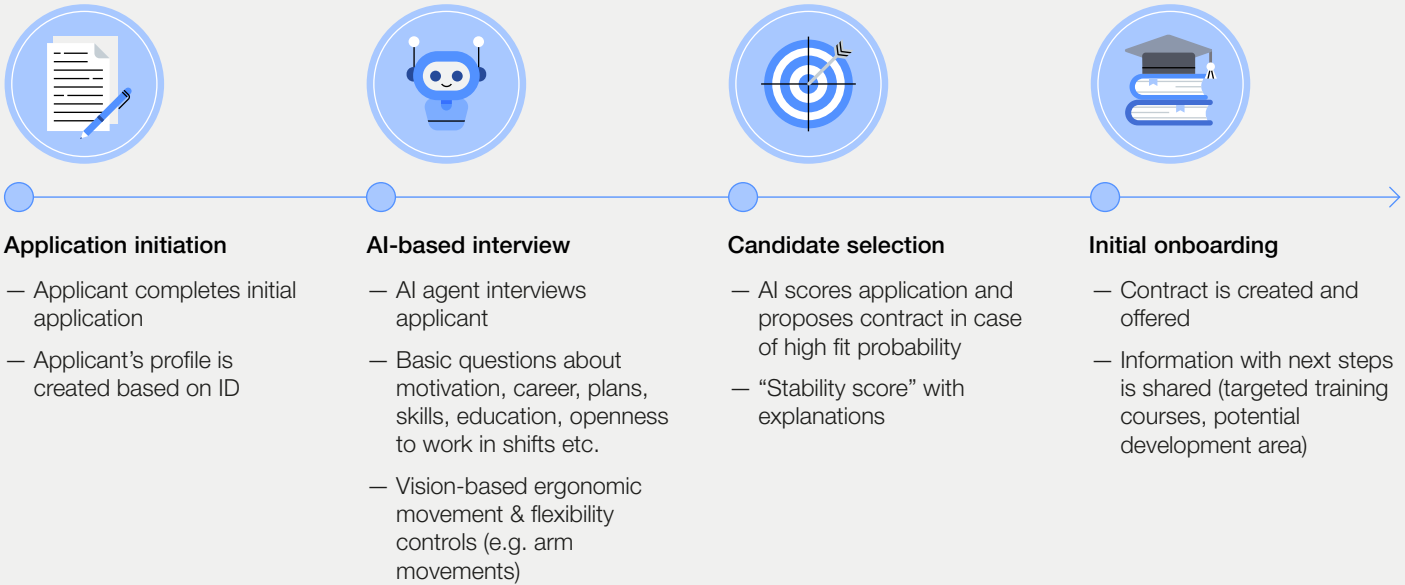 Application initiation
— Applicant completes initial
application
— Applicant's profile is
created based on ID
AI-based interview
— AI agent interviews
applicant
— Basic questions about
motivation, career, plans,
skills, education, openness
to work in shifts etc.
— Vision-based ergonomic
movement & flexibility
controls (e.g. arm
movements)
Candidate selection
— AI scores application and
proposes contract in case
of high fit probability
— “Stability score” with
explanations
Initial onboarding
— Contract is created and
offered
— Information with next steps
is shared (targeted training
courses, potential
development area)